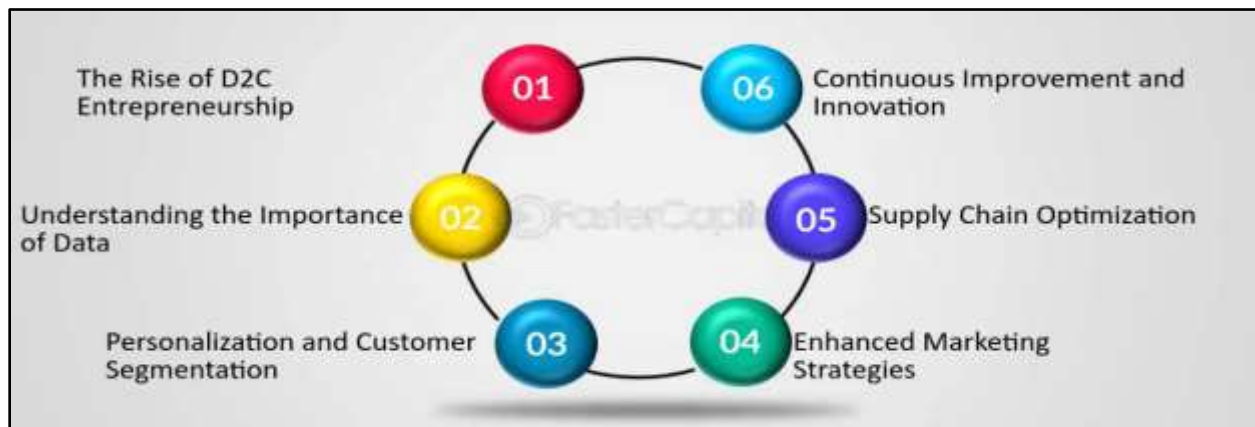 01
The Rise of D2C
Entrepreneurship
02
Understanding the Importance
of Data
03
Personalization and Customer
Segmentation
04
Enhanced Marketing
Strategies
05
Supply Chain Optimization
06
Continuous Improvement and
Innovation